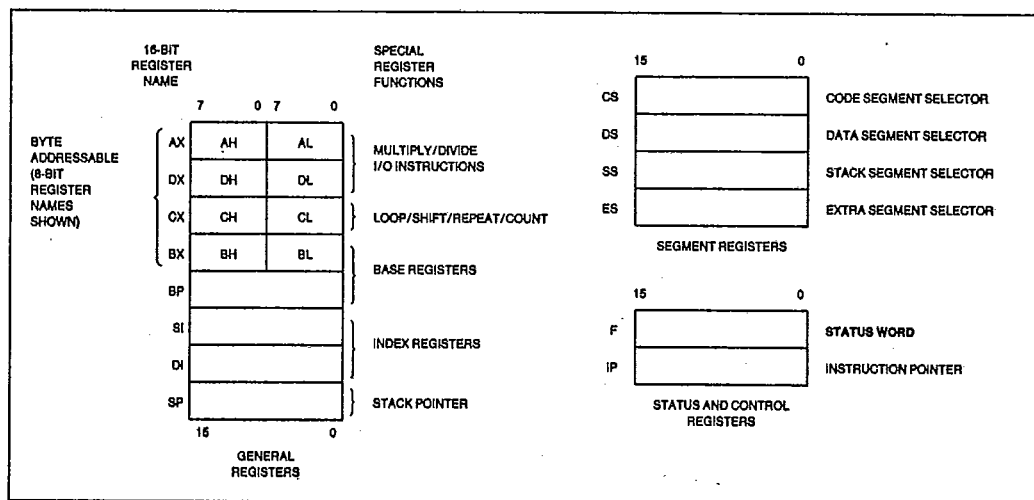 16-BIT
REGISTER
NAME
SPECIAL
REGISTER
FUNCTIONS
7 0 7 0
BYTE
ADDRESSABLE
(8-BIT
REGISTER
NAMES
SHOWN)
AX AH AL
DX DH DL
MULTIPLY/DIVIDE
I/O INSTRUCTIONS
CX CH CL LOOP/SHIFT/REPEAT/COUNT
BX BH BL
BP
BASE REGISTERS
SI
DI
INDEX REGISTERS
SP STACK POINTER
15 0
GENERAL
REGISTERS
15 0
CS CODE SEGMENT SELECTOR
DS DATA SEGMENT SELECTOR
SS STACK SEGMENT SELECTOR
ES EXTRA SEGMENT SELECTOR
SEGMENT REGISTERS
15 0
F STATUS WORD
IP INSTRUCTION POINTER
STATUS AND CONTROL
REGISTERS